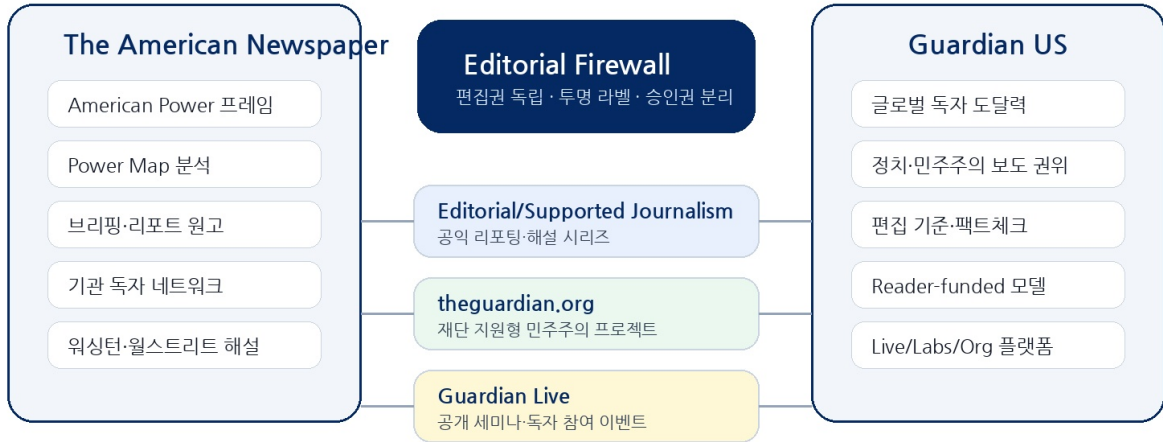 The American Newspaper
American Power 프레임
Power Map 분석
브리핑·리포트 원고
기관 독자 네트워크
워싱턴·월스트리트 해설
Editorial Firewall
편집권 독립 · 투명 라벨 · 승인권 분리
Editorial/Supported Journalism
공익 리포팅·해설 시리즈
theguardian.org
재단 지원형 민주주의 프로젝트
Guardian Live
공개 세미나·독자 참여 이벤트
Guardian US
글로벌 독자 도달력
정치·민주주의 보도 권위
편집 기준·팩트체크
Reader-funded 모델
Live/Labs/Org 플랫폼